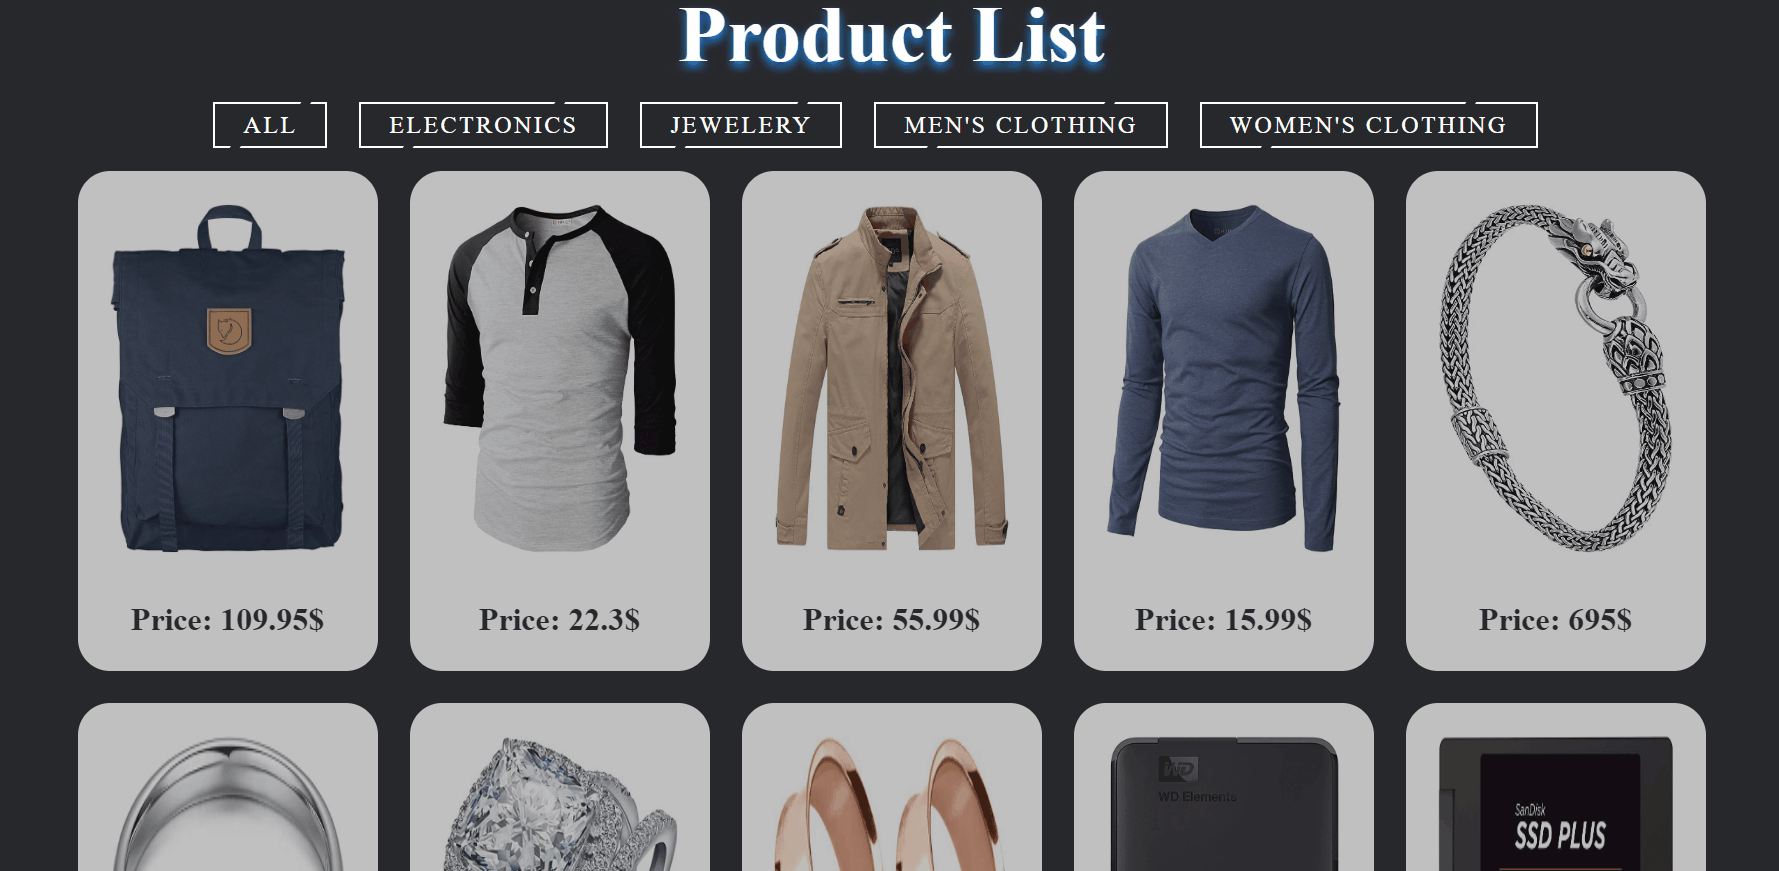 Product List
ALL
ELECTRONICS
JEWELERY
MEN'S CLOTHING
WOMEN'S CLOTHING
Price: 109.95$
Price: 22.3$
Price: 55.99$
Price: 15.99$
Price: 695$
WD
WD Elements
SanDisk
SSD PLUS